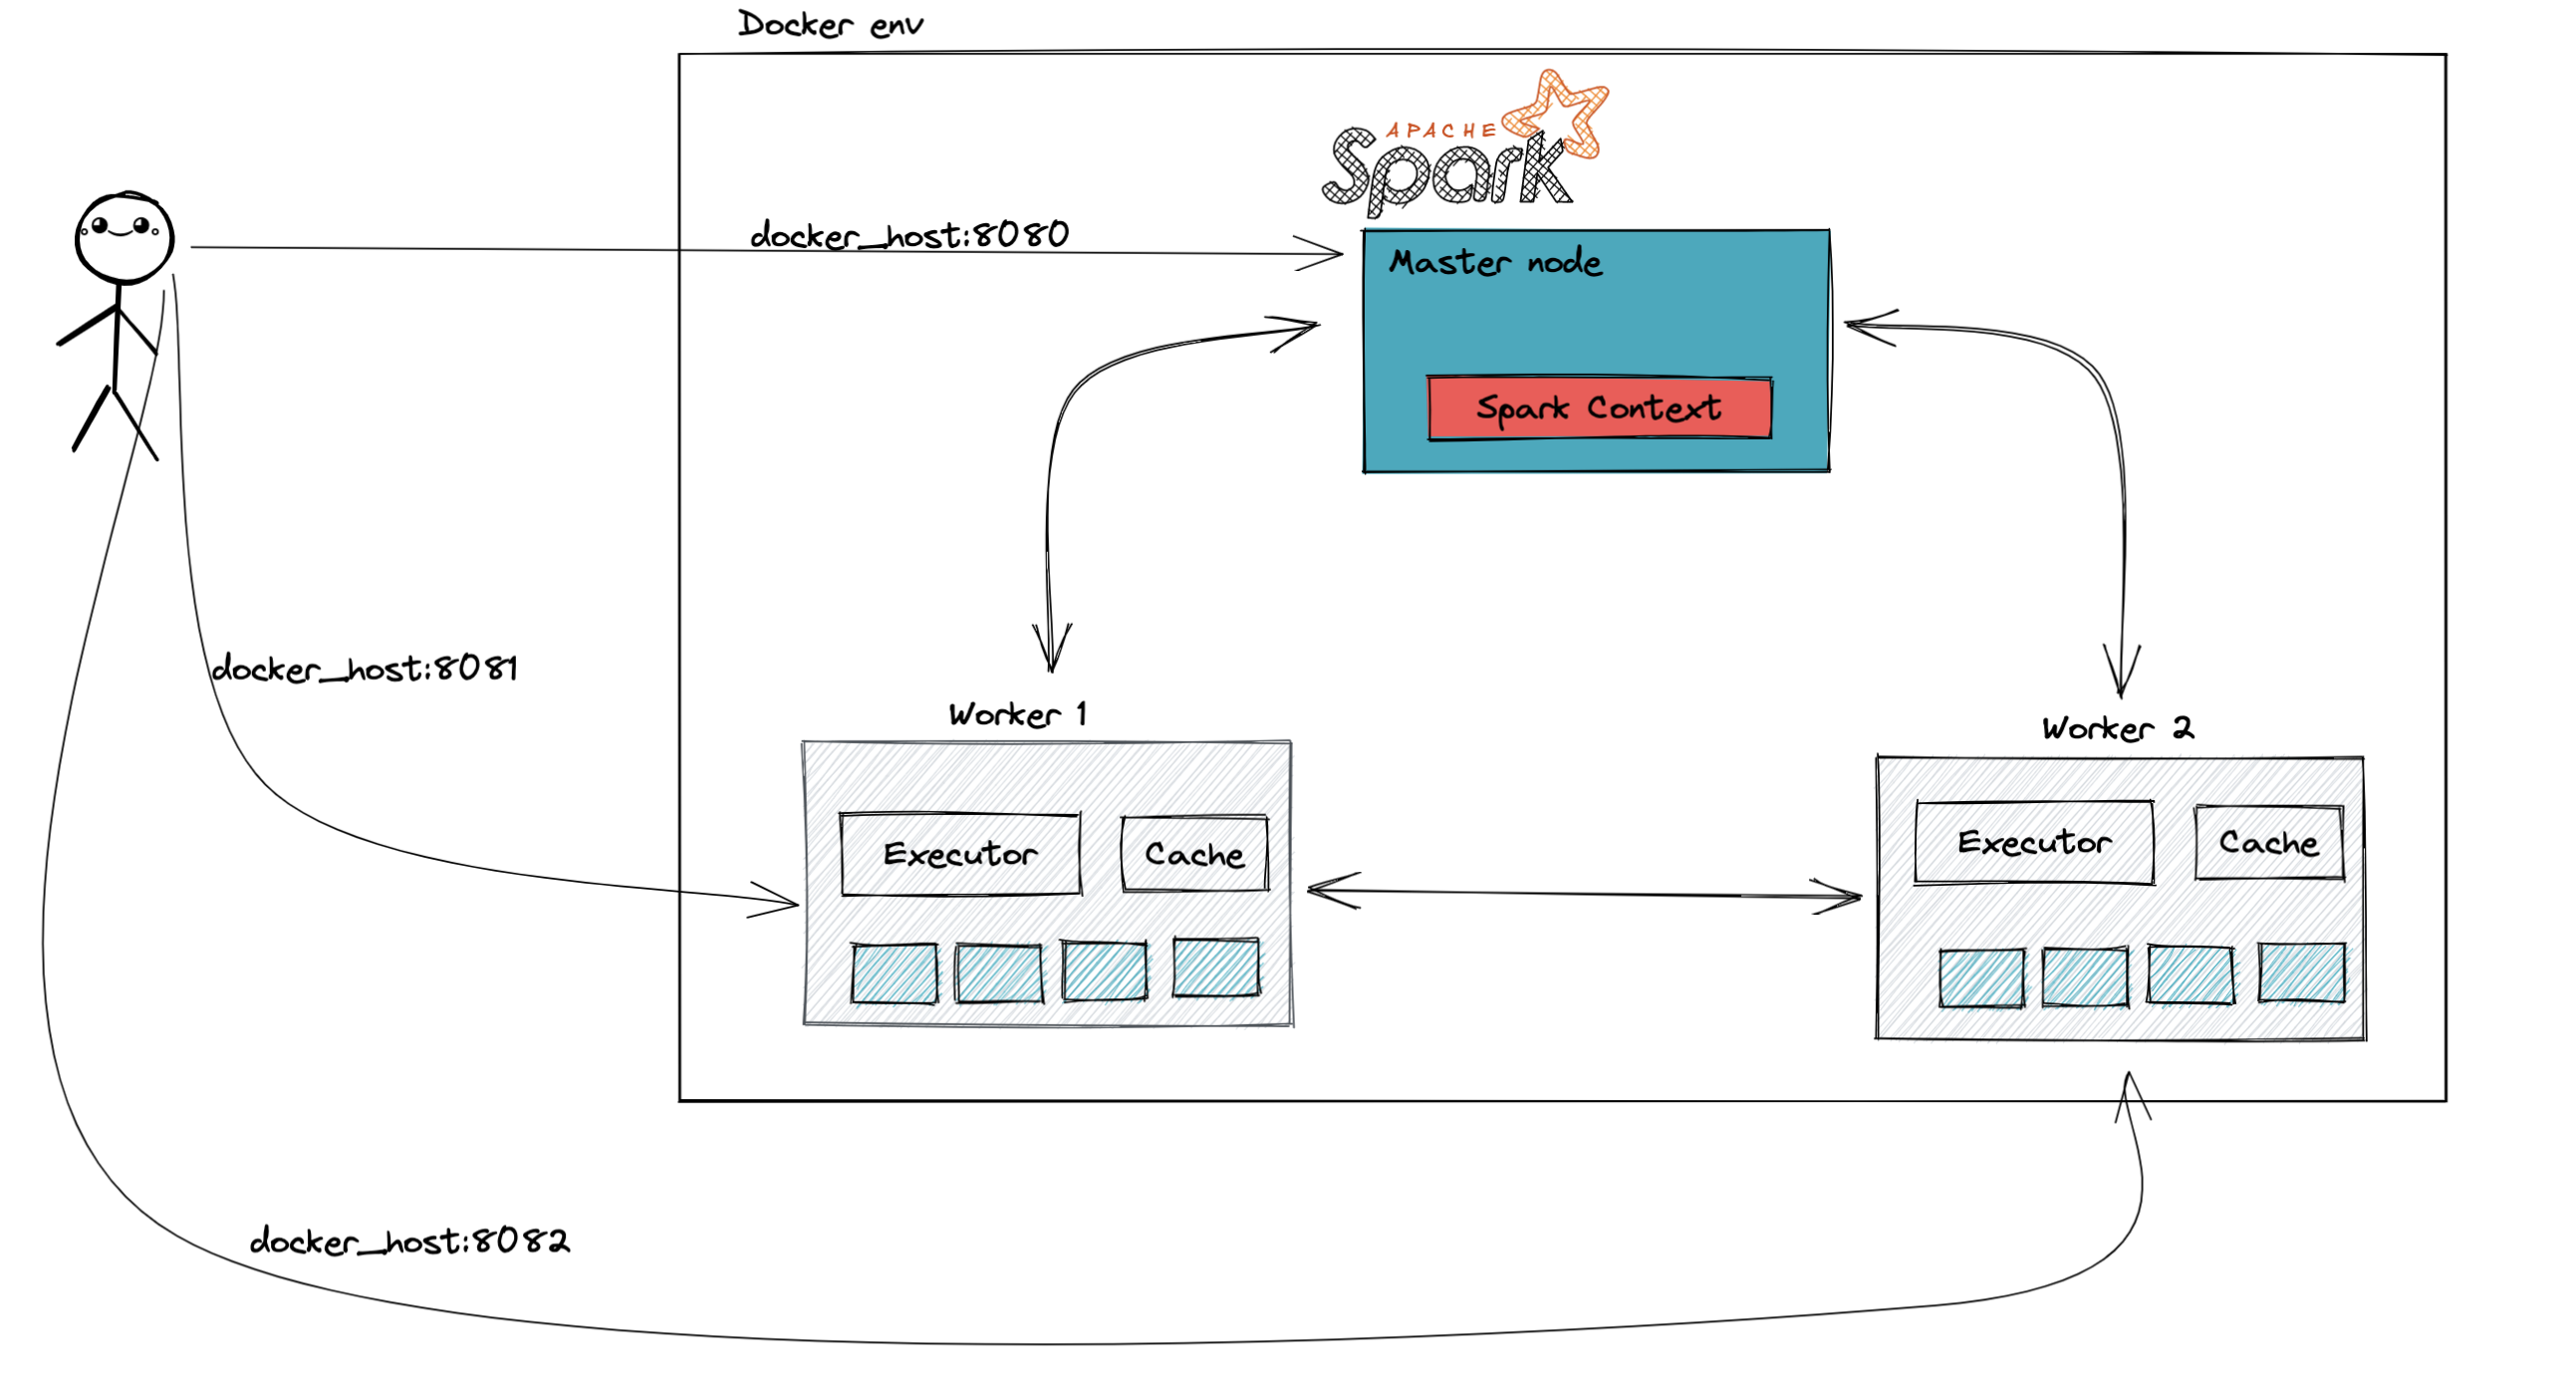 Docker env
APACHE
Spark
docker_host:8080
Master node
Spark Context
docker_host:8081
Worker 1
Worker 2
Executor
Cache
Executor
Cache
docker_host:8082